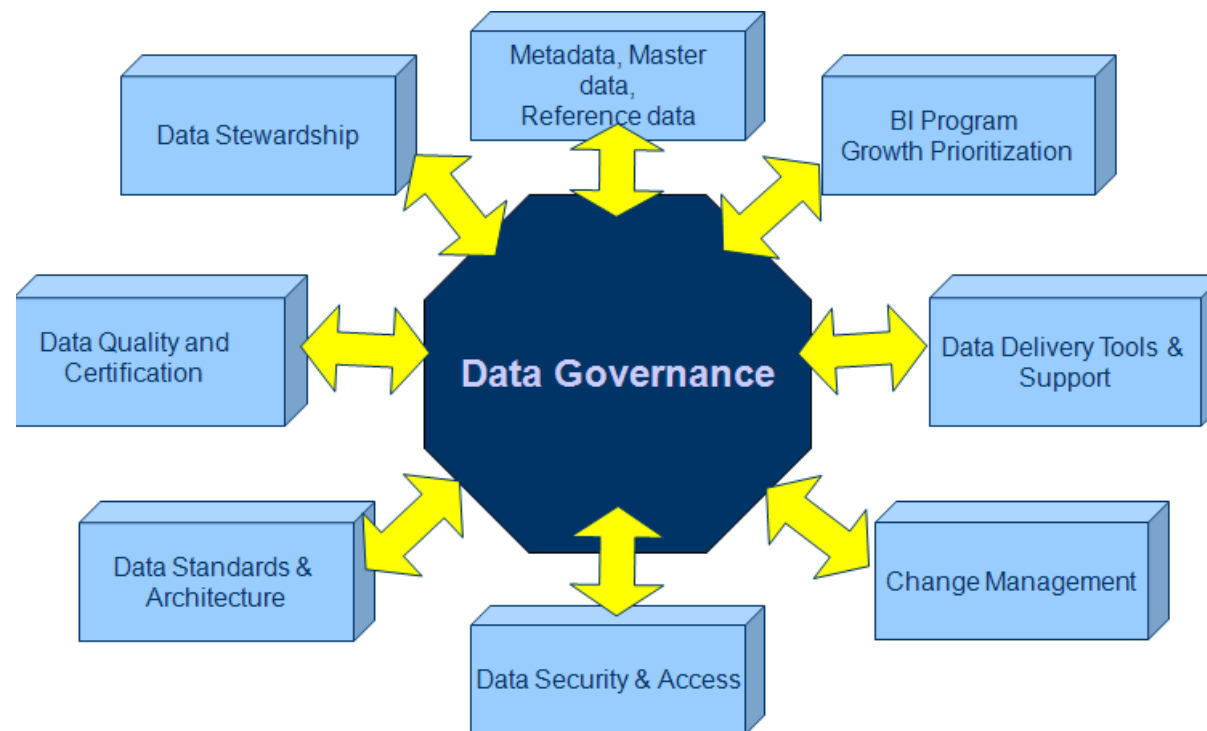 Metadata, Master
data,
Reference data
Data Stewardship
BI Program
Growth Prioritization
Data Quality and
Certification
Data Governance
Data Delivery Tools &
Support
Data Standards &
Architecture
Change Management
Data Security & Access